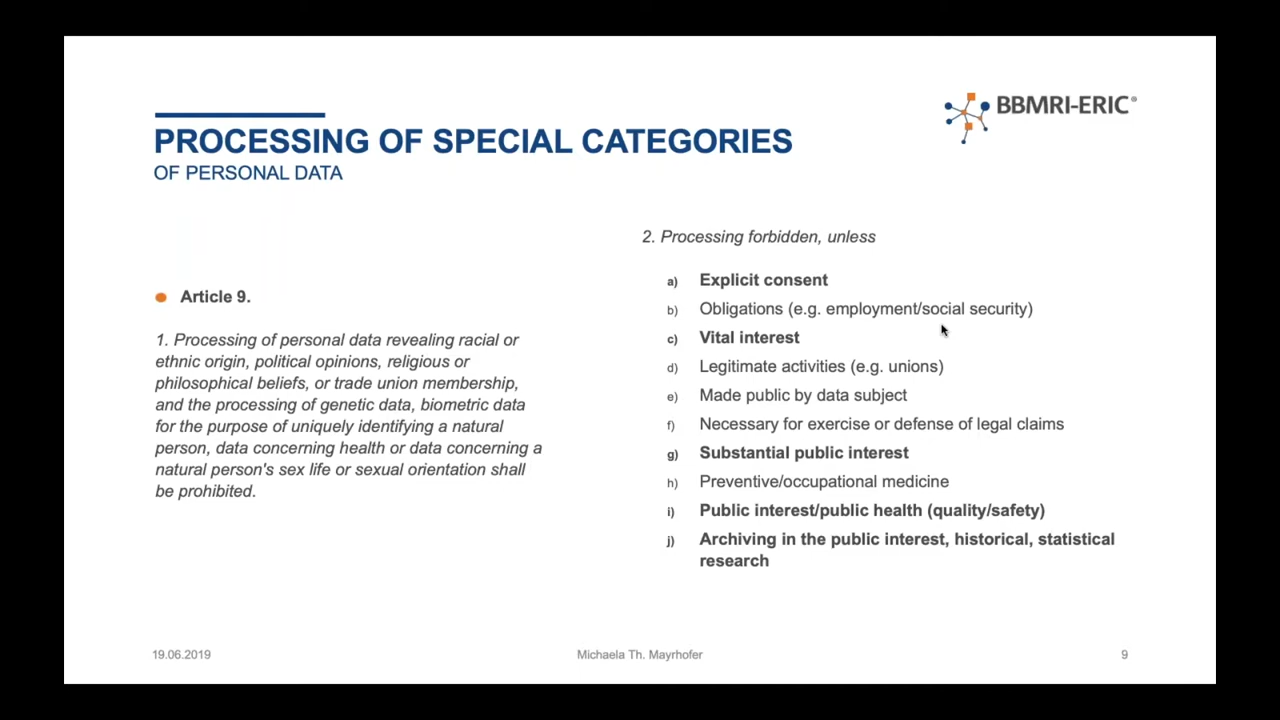 BBMRI-ERIC®
PROCESSING OF SPECIAL CATEGORIES
OF PERSONAL DATA
Article 9.
1. Processing of personal data revealing racial or
ethnic origin, political opinions, religious or
philosophical beliefs, or trade union membership,
and the processing of genetic data, biometric data
for the purpose of uniquely identifying a natural
person, data concerning health or data concerning a
natural person's sex life or sexual orientation shall
be prohibited.
2. Processing forbidden, unless
a) Explicit consent
b) Obligations (e.g. employment/social security)
c) Vital interest
d) Legitimate activities (e.g. unions)
e) Made public by data subject
f) Necessary for exercise or defense of legal claims
g) Substantial public interest
h) Preventive/occupational medicine
i) Public interest/public health (quality/safety)
j) Archiving in the public interest, historical, statistical
research
19.06.2019
Michaela Th. Mayrhofer
9